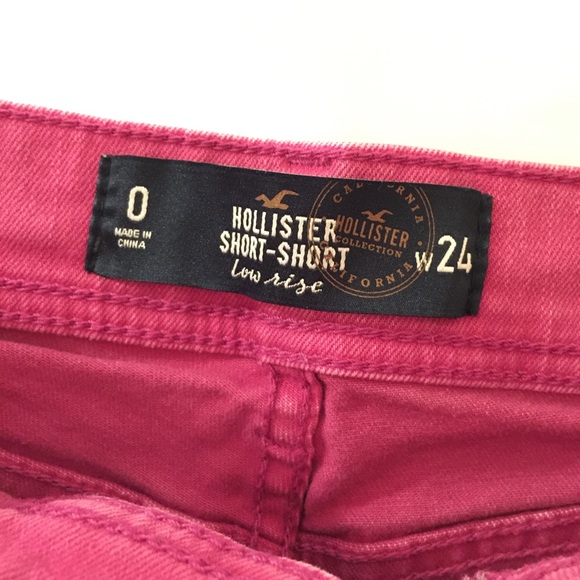 0
MADE IN
CHINA
HOLLISTER
SHORT-SHORT
low rise
CALIFORNIA
HOLLISTER
COLLECTION
CALIFORNIA
W24